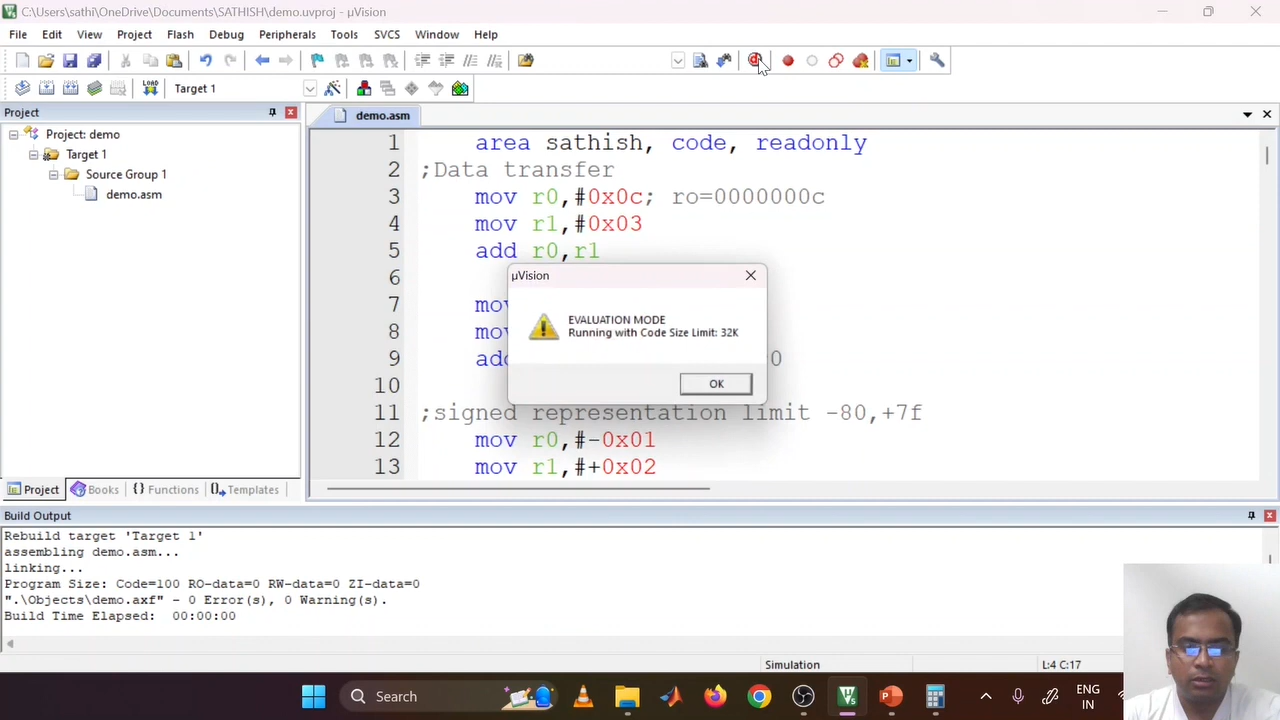 C:\Users\sathi\OneDrive\Documents\SATHISH\demo.uvproj - µVision
File Edit View Project Flash Debug Peripherals Tools SVCS Window Help
LOAD
Target 1
Project
Project: demo
Target 1
Source Group 1
demo.asm
Project Books Functions Templates
demo.asm
1 area sathish, code, readonly
2 ;Data transfer
3 mov r0,#0x0c; ro=0000000c
4 mov r1,#0x03
5 add r0,r1
6
7
8
9 0
10
11 ;signed representation limit -80,+7f
12 mov r0,#-0x01
13 mov r1,#+0x02
µVision
EVALUATION MODE
Running with Code Size Limit: 32K
OK
Build Output
Rebuild target 'Target 1'
assembling demo.asm...
linking...
Program Size: Code=100 RO-data=0 RW-data=0 ZI-data=0
".\Objects\demo.axf" - 0 Error(s), 0 Warning(s).
Build Time Elapsed: 00:00:00
Simulation
L:4 C:17
Search
ENG
IN